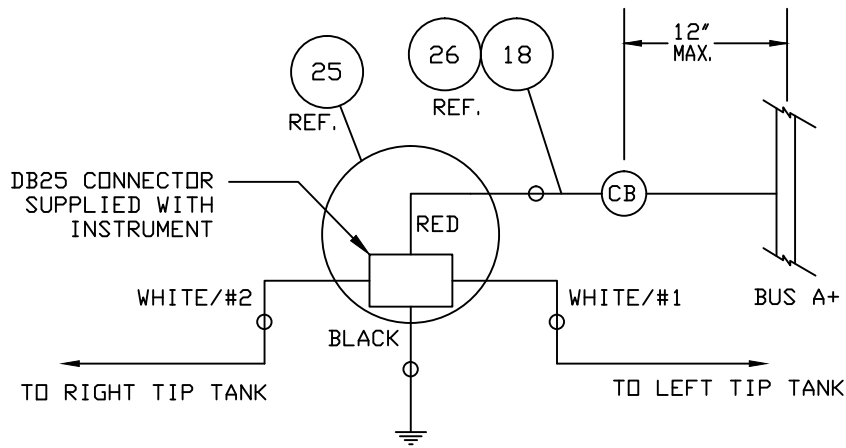 12" MAX.
25
REF.
26
18
REF.
DB25 CONNECTOR
SUPPLIED WITH
INSTRUMENT
CB
RED
WHITE/#2
WHITE/#1
BUS A+
BLACK
TO RIGHT TIP TANK
TO LEFT TIP TANK